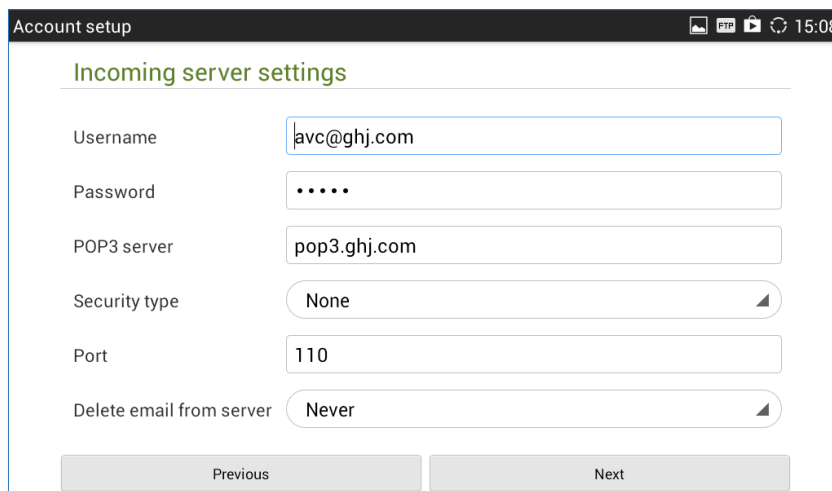 Account setup FTP 15:08
Incoming server settings
Username avc@ghj.com
Password •••••
POP3 server pop3.ghj.com
Security type None
Port 110
Delete email from server Never
Previous Next